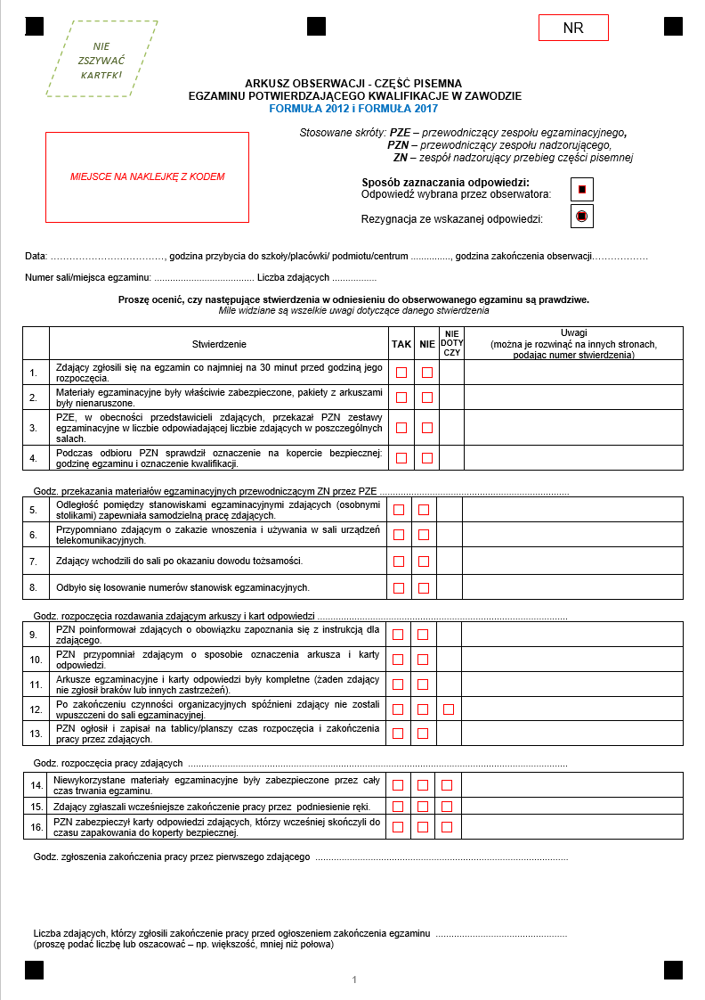 NR
NIE
ZSZYWAĆ
KARTEK!
ARKUSZ OBSERWACJI - CZĘŚĆ PISEMNA
EGZAMINU POTWIERDZAJĄCEGO KWALIFIKACJE W ZAWODZIE
FORMUŁA 2012 i FORMUŁA 2017
Stosowane skróty: PZE – przewodniczący zespołu egzaminacyjnego,
PZN – przewodniczący zespołu nadzorującego,
ZN – zespół nadzorujący przebieg części pisemnej
MIEJSCE NA NAKLEJKĘ Z KODEM
Sposób zaznaczania odpowiedzi:
Odpowiedź wybrana przez obserwatora:
Rezygnacja ze wskazanej odpowiedzi:
Data: ………………………………, godzina przybycia do szkoły/placówki/ podmiotu/centrum ..............., godzina zakończenia obserwacji………………
Numer sali/miejsca egzaminu: ...................................... Liczba zdających .................
Proszę ocenić, czy następujące stwierdzenia w odniesieniu do obserwowanego egzaminu są prawdziwe.
Mile widziane są wszelkie uwagi dotyczące danego stwierdzenia
Stwierdzenie TAK NIE NIE DOTY CZY Uwagi
(można je rozwinąć na innych stronach,
podając numer stwierdzenia)
1. Zdający zgłosili się na egzamin co najmniej na 30 minut przed godziną jego
rozpoczęcia.
2. Materiały egzaminacyjne były właściwie zabezpieczone, pakiety z arkuszami
były nienaruszone.
3. PZE, w obecności przedstawicieli zdających, przekazał PZN zestawy
egzaminacyjne w liczbie odpowiadającej liczbie zdających w poszczególnych
salach.
4. Podczas odbioru PZN sprawdził oznaczenie na kopercie bezpiecznej:
godzinę egzaminu i oznaczenie kwalifikacji.
Godz. przekazania materiałów egzaminacyjnych przewodniczącym ZN przez PZE ........................................................................
5. Odległość pomiędzy stanowiskami egzaminacyjnymi zdających (osobnymi
stolikami) zapewniała samodzielną pracę zdających.
6. Przypomniano zdającym o zakazie wnoszenia i używania w sali urządzeń
telekomunikacyjnych.
7. Zdający wchodzili do sali po okazaniu dowodu tożsamości.
8. Odbyło się losowanie numerów stanowisk egzaminacyjnych.
Godz. rozpoczęcia rozdawania zdającym arkuszy i kart odpowiedzi ...............................................................................................
9. PZN poinformował zdających o obowiązku zapoznania się z instrukcją dla
zdającego.
10. PZN przypomniał zdającym o sposobie oznaczenia arkusza i karty
odpowiedzi.
11. Arkusze egzaminacyjne i karty odpowiedzi były kompletne (żaden zdający
nie zgłosił braków lub innych zastrzeżeń).
12. Po zakończeniu czynności organizacyjnych spóźnieni zdający nie zostali
wpuszczeni do sali egzaminacyjnej.
13. PZN ogłosił i zapisał na tablicy/planszy czas rozpoczęcia i zakończenia
pracy przez zdających.
Godz. rozpoczęcia pracy zdających ................................................................................................................................................
14. Niewykorzystane materiały egzaminacyjne były zabezpieczone przez cały
czas trwania egzaminu.
15. Zdający zgłaszali wcześniejsze zakończenie pracy przez podniesienie ręki.
16. PZN zabezpieczył karty odpowiedzi zdających, którzy wcześniej skończyli do
czasu zapakowania do koperty bezpiecznej.
Godz. zgłoszenia zakończenia pracy przez pierwszego zdającego ................................................................................................
Liczba zdających, którzy zgłosili zakończenie pracy przed ogłoszeniem zakończenia egzaminu ..................................................
(proszę podać liczbę lub oszacować – np. większość, mniej niż połowa)
1